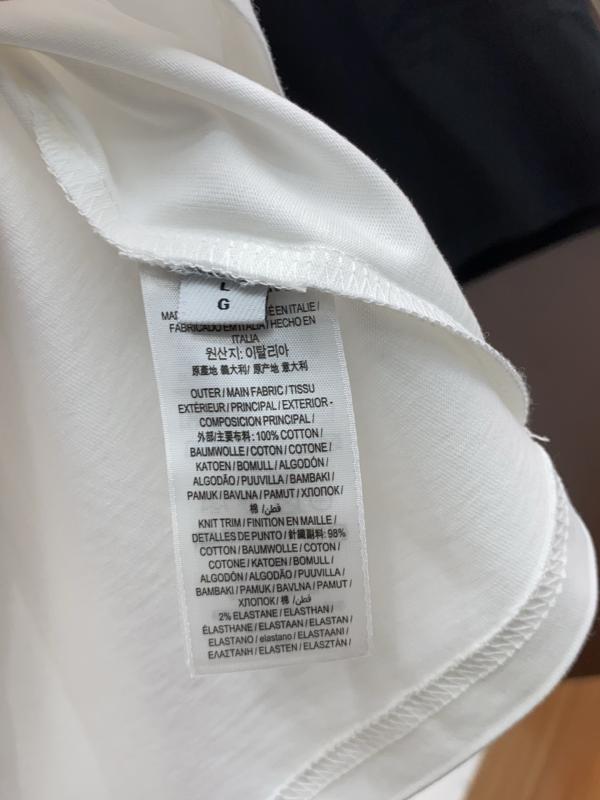 L
G
MAD
É EN ITALIE /
FABRICADO EM ITALIA / HECHO EN
ITALIA
원산지: 이탈리아
原產地 義大利/ 原产地 意大利
OUTER / MAIN FABRIC / TISSU
EXTÉRIEUR / PRINCIPAL / EXTERIOR -
COMPOSICION PRINCIPAL /
外部/主要布料: 100% COTTON /
BAUMWOLLE / COTON / COTONE /
KATOEN / BOMULL / ALGODÓN /
ALGODÃO / PUUVILLA / BAMBAKI /
PAMUK / BAVLNA / PAMUT / ХЛОПОК /
棉 /قطن
KNIT TRIM / FINITION EN MAILLE /
DETALLES DE PUNTO / 針織副料: 98%
COTTON / BAUMWOLLE / COTON /
COTONE / KATOEN / BOMULL /
ALGODÓN / ALGODÃO / PUUVILLA /
BAMBAKI / PAMUK / BAVLNA / PAMUT /
ХЛОПОК / 棉 /قطن
2% ELASTANE / ELASTHAN /
ÉLASTHANE / ELASTAAN / ELASTAN /
ELASTANO / elastano / ELASTAANI /
ΕΛΑΣΤΑΝΗ / ELASTEN / ELASZTÁN /